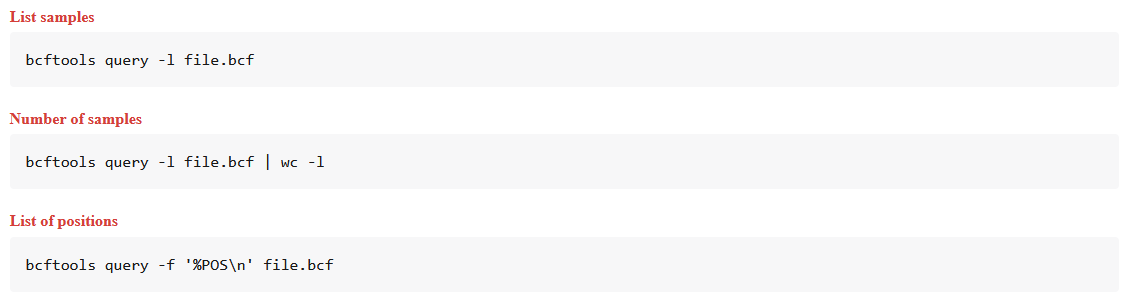 List samples
bcftools query -l file.bcf
Number of samples
bcftools query -l file.bcf | wc -l
List of positions
bcftools query -f '%POS\n' file.bcf